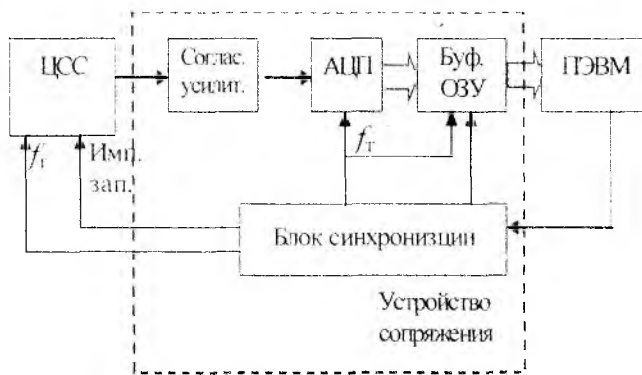 ЦСС
Соглас.
усилит.
АЦП
Буф.
ОЗУ
ПЭВМ
fт
Имп.
зап.
fт
Блок синхронизции
Устройство
сопряжения